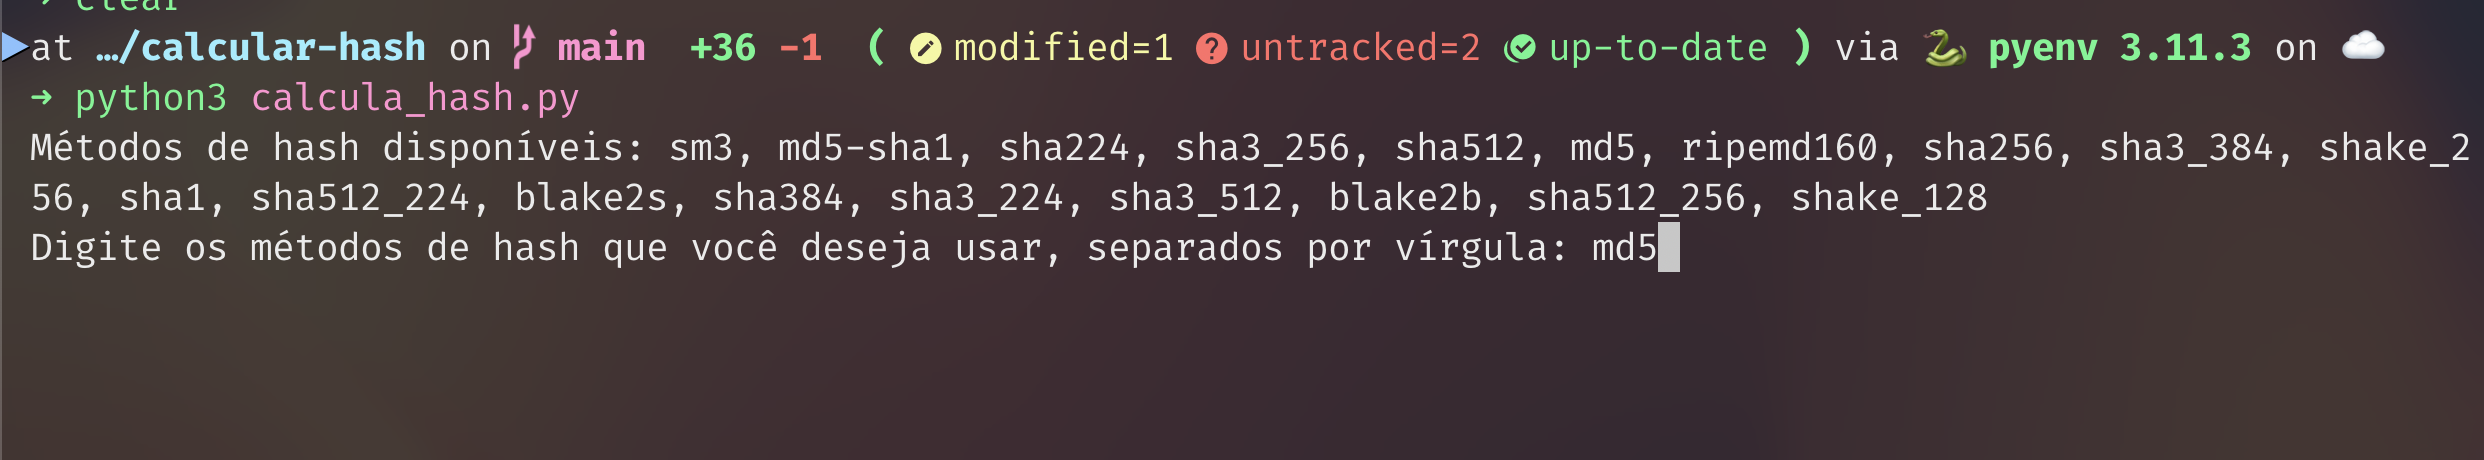 clear
at …/calcular-hash on main +36 -1 ( modified=1 ? untracked=2 up-to-date ) via pyenv 3.11.3 on
→ python3 calcula_hash.py
Métodos de hash disponíveis: sm3, md5-sha1, sha224, sha3_256, sha512, md5, ripemd160, sha256, sha3_384, shake_2
56, sha1, sha512_224, blake2s, sha384, sha3_224, sha3_512, blake2b, sha512_256, shake_128
Digite os métodos de hash que você deseja usar, separados por vírgula: md5